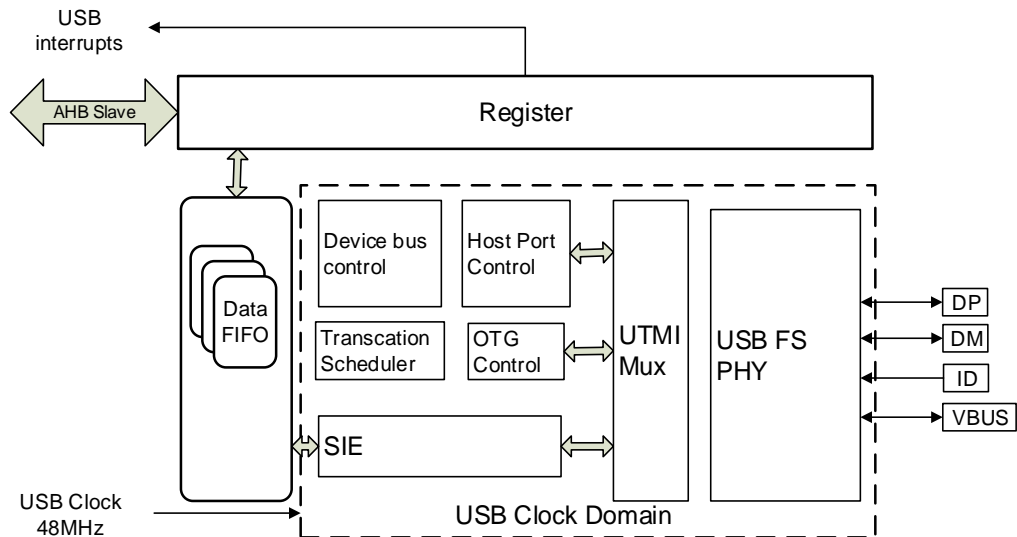 USB
interrupts
AHB Slave
Register
Device bus
control
Host Port
Control
Data
FIFO
Transcation
Scheduler
OTG
Control
UTMI
Mux
USB FS
PHY
DP
DM
ID
VBUS
SIE
USB Clock
48MHz
USB Clock Domain